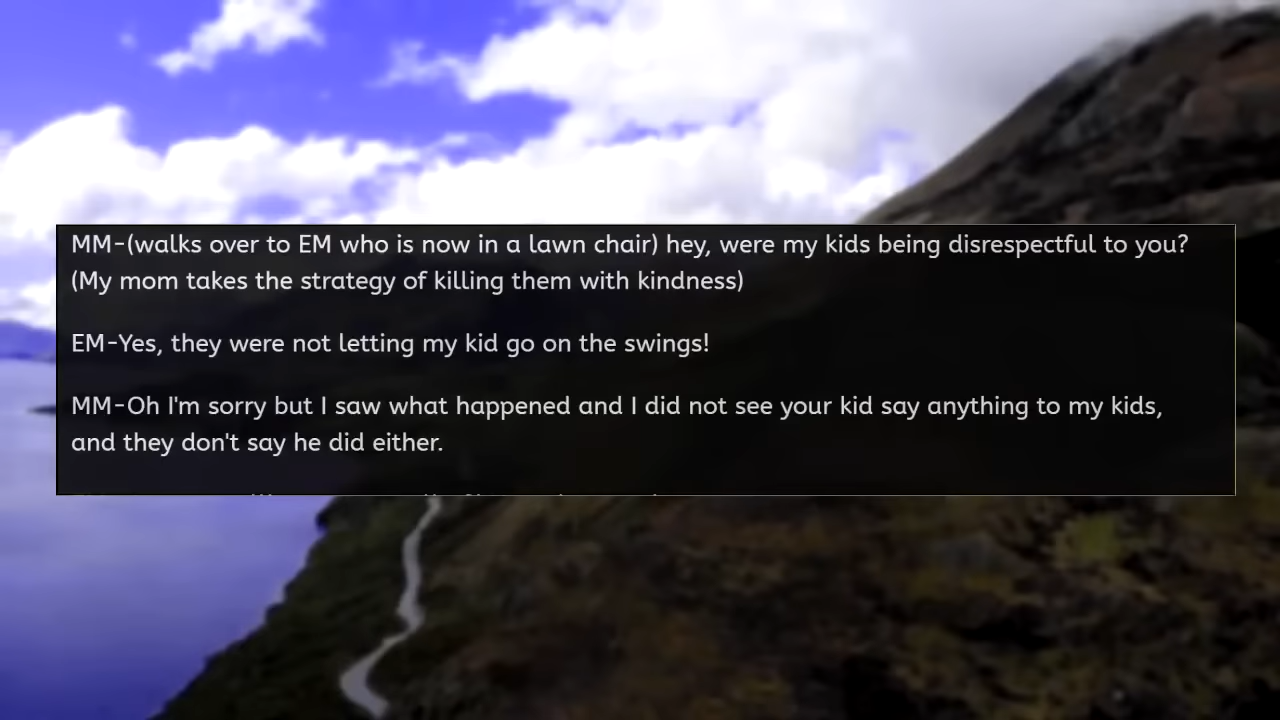 MM-(walks over to EM who is now in a lawn chair) hey, were my kids being disrespectful to you?
(My mom takes the strategy of killing them with kindness)
EM-Yes, they were not letting my kid go on the swings!
MM-Oh I'm sorry but I saw what happened and I did not see your kid say anything to my kids,
and they don't say he did either.